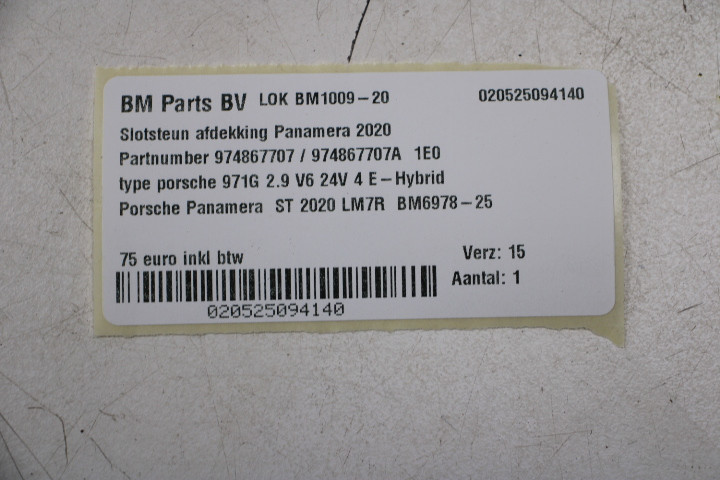 BM Parts BV LOK BM1009-20 020525094140
Slotsteun afdekking Panamera 2020
Partnumber 974867707 / 974867707A 1E0
type porsche 971G 2.9 V6 24V 4 E-Hybrid
Porsche Panamera ST 2020 LM7R BM6978-25
75 euro inkl btw Verz: 15
Aantal: 1
020525094140